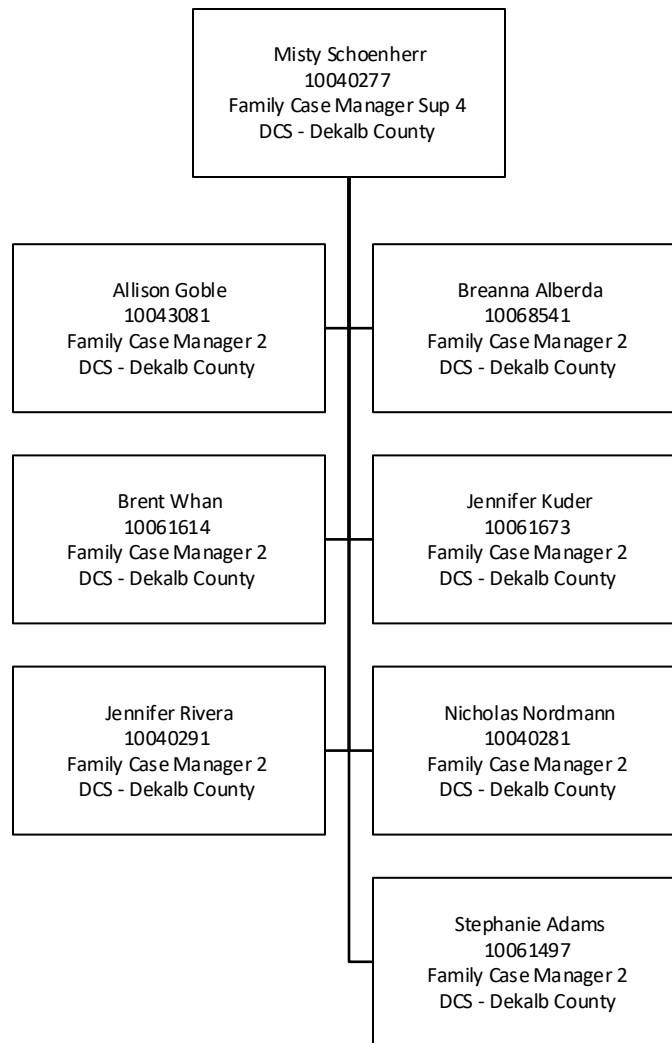 Misty Schoenherr
10040277
Family Case Manager Sup 4
DCS - Dekalb County
Allison Goble
10043081
Family Case Manager 2
DCS - Dekalb County
Breanna Alberda
10068541
Family Case Manager 2
DCS - Dekalb County
Brent Whan
10061614
Family Case Manager 2
DCS - Dekalb County
Jennifer Kuder
10061673
Family Case Manager 2
DCS - Dekalb County
Jennifer Rivera
10040291
Family Case Manager 2
DCS - Dekalb County
Nicholas Nordmann
10040281
Family Case Manager 2
DCS - Dekalb County
Stephanie Adams
10061497
Family Case Manager 2
DCS - Dekalb County